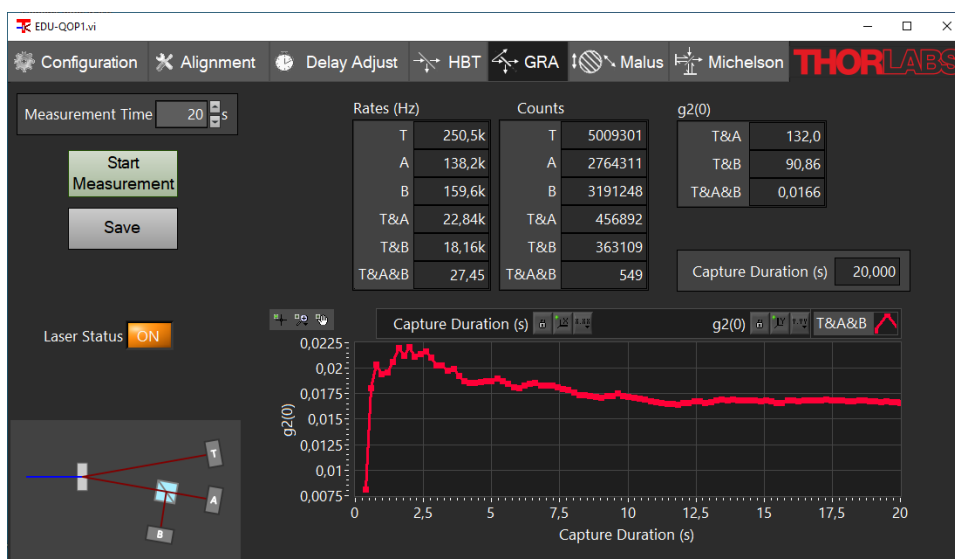 EDU-QOP1.vi
Configuration Alignment Delay Adjust HBT GRA Malus Michelson THORLABS
Measurement Time 20 s
Start
Measurement
Save
Rates (Hz) Counts g2(0)
T 250,5k T 5009301 T&A 132,0
A 138,2k A 2764311 T&B 90,86
B 159,6k B 3191248 T&A&B 0,0166
T&A 22,84k T&A 456892
T&B 18,16k T&B 363109
T&A&B 27,45 T&A&B 549
Capture Duration (s) 20,000
Laser Status ON
Capture Duration (s) g2(0) T&A&B
0,0225
0,02
0,0175
0,015
0,0125
0,01
0,0075
g2(0)
0 2,5 5 7,5 10 12,5 15 17,5 20
Capture Duration (s)
T
A
B